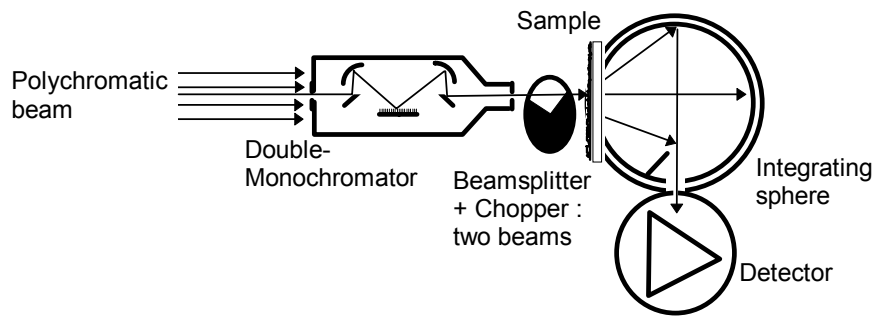 Sample
Polychromatic
beam
Double-
Monochromator
Beamsplitter
+ Chopper :
two beams
Integrating
sphere
Detector